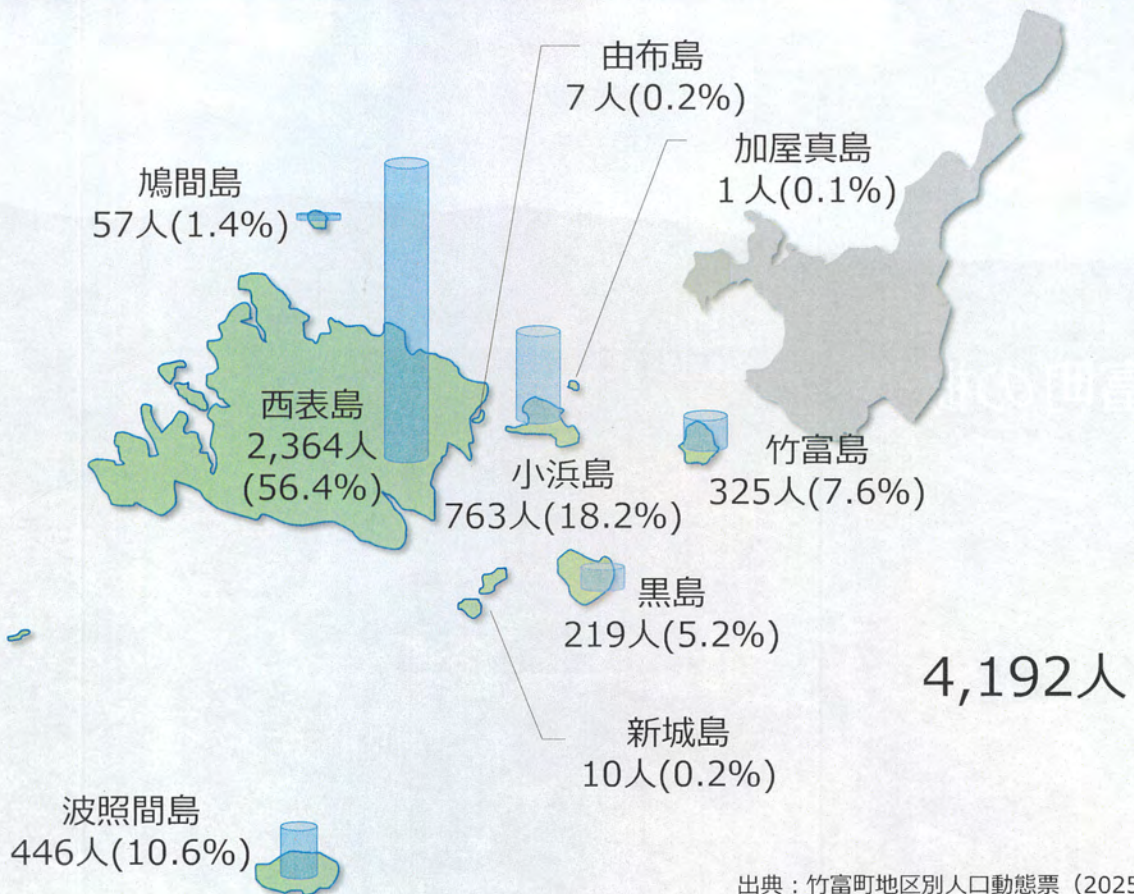 由布島
7人(0.2%)
加屋真島
1人(0.1%)
鳩間島
57人(1.4%)
西表島
2,364人
(56.4%)
小浜島
763人(18.2%)
竹富島
325人(7.6%)
黒島
219人(5.2%)
4,192人
新城島
10人(0.2%)
波照間島
446人(10.6%)
出典：竹富町地区別人口動態票（2025